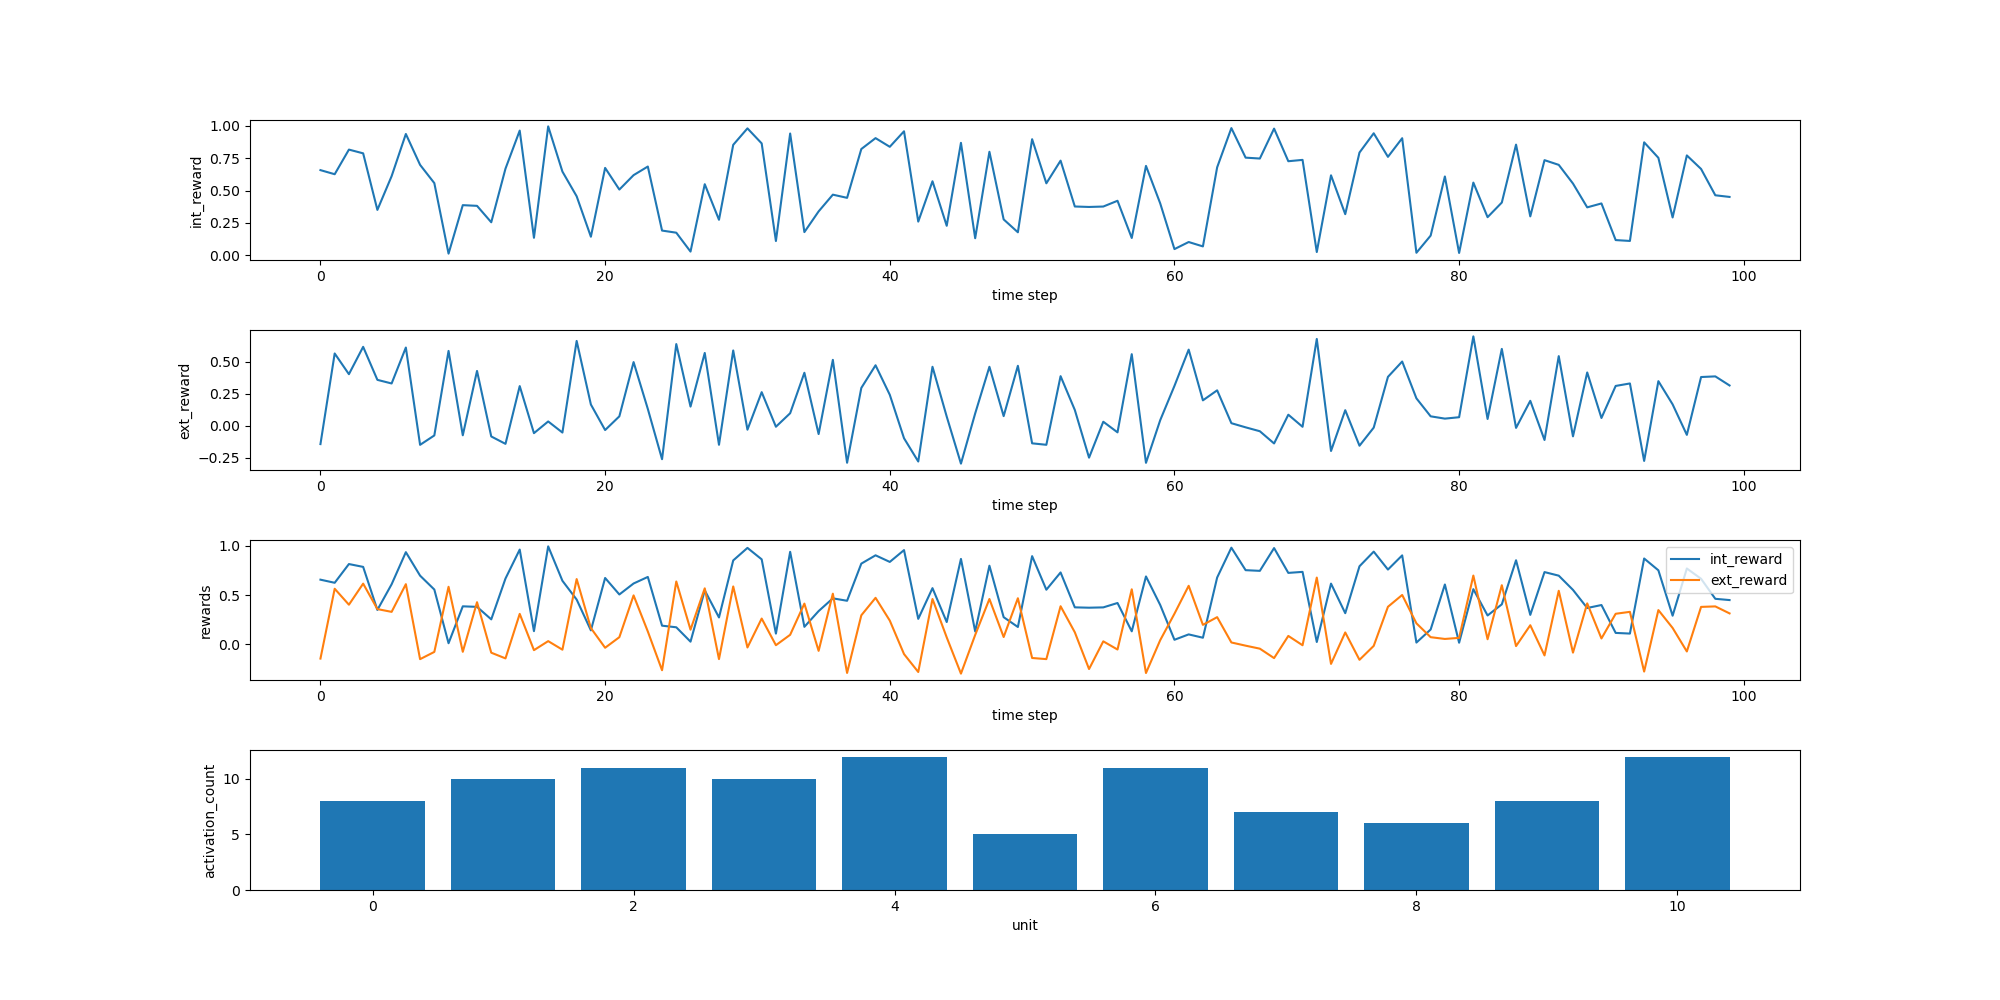 1.00
0.75
0.50
0.25
0.00
int_reward
0 20 40 60 80 100
time step
0.50
0.25
0.00
−0.25
ext_reward
0 20 40 60 80 100
time step
1.0
0.5
0.0
rewards
int_reward
ext_reward
0 20 40 60 80 100
time step
10
5
0
activation_count
0 2 4 6 8 10
unit